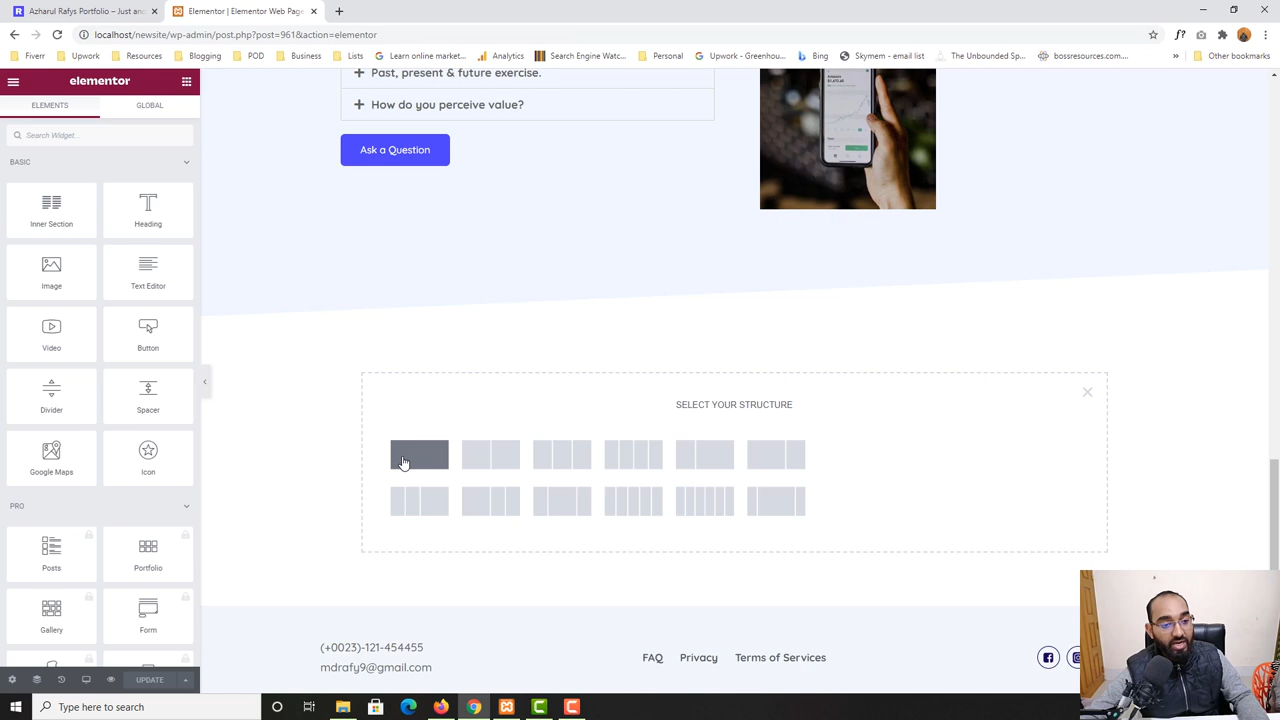 Azharul Rafys Portfolio – Just and
Elementor | Elementor Web Page
localhost/newsite/wp-admin/post.php?post=961&action=elementor
Fiverr
Upwork
Resources
Blogging
POD
Business
Lists
Learn online market...
Analytics
Search Engine Watc...
Personal
Upwork - Greenhou...
Bing
Skymem - email list
The Unbounded Sp...
bossresources.com...
»
Other bookmarks
elementor
ELEMENTS
GLOBAL
Search Widget...
BASIC
Inner Section
Heading
Image
Text Editor
Video
Button
Divider
Spacer
Google Maps
Icon
PRO
Posts
Portfolio
Gallery
Form
UPDATE
Past, present & future exercise.
How do you perceive value?
Ask a Question
SELECT YOUR STRUCTURE
(+0023)-121-454455
mdrafy9@gmail.com
FAQ
Privacy
Terms of Services
Type here to search